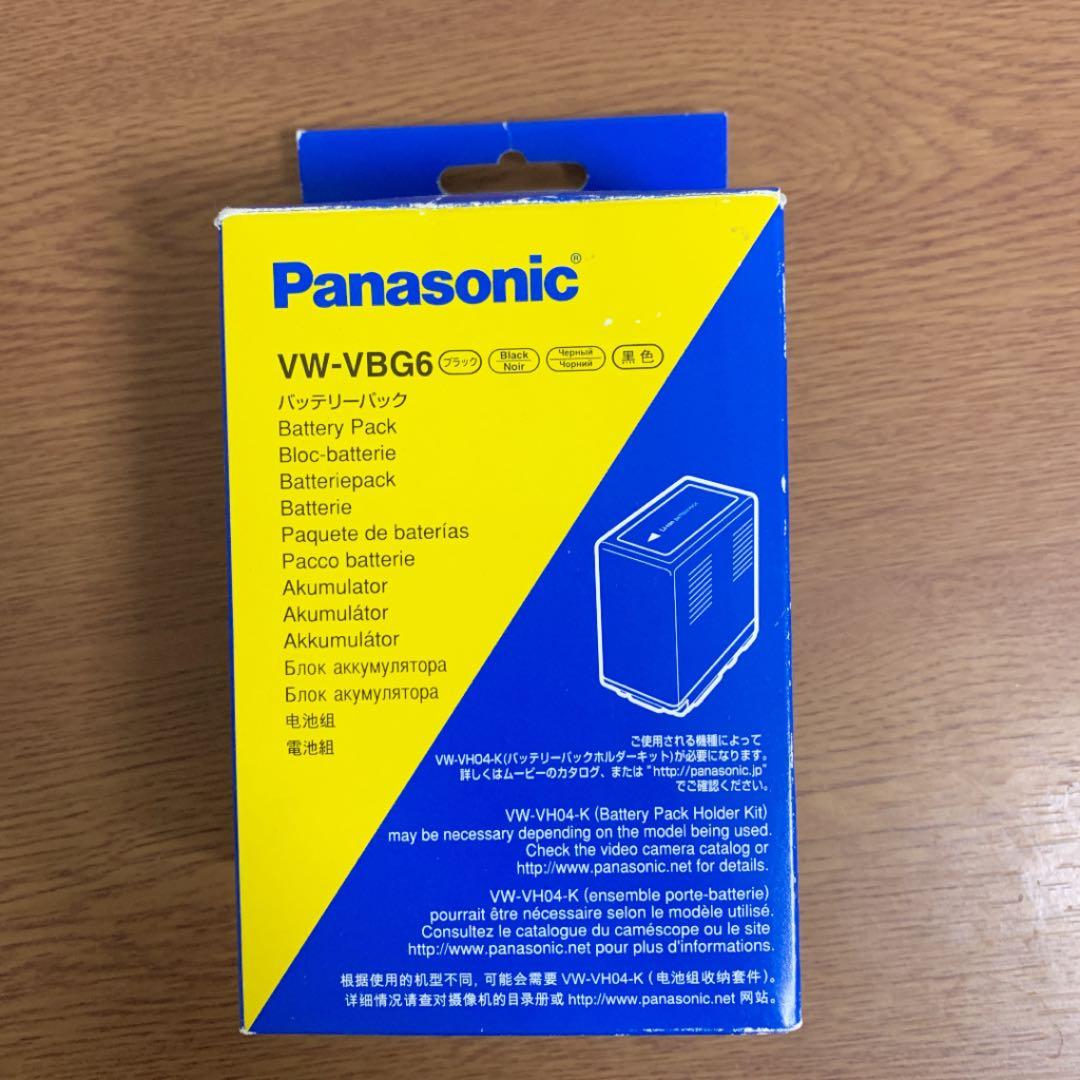 Panasonic®
VW-VBG6 ブラック Black Noir Черный Чорний 黒色
バッテリーパック
Battery Pack
Bloc-batterie
Batteriepack
Batterie
Paquete de baterías
Pacco batterie
Akumulator
Akumulátor
Akkumulátor
Блок аккумулятора
Блок акумулятора
电池组
電池組
ご使用される機種によって
VW-VH04-K(バッテリーパックホルダーキット)が必要になります。
詳しくはムービーのカタログ、または "http://panasonic.jp"
でご確認ください。
VW-VH04-K (Battery Pack Holder Kit)
may be necessary depending on the model being used.
Check the video camera catalog or
http://www.panasonic.net for details.
VW-VH04-K (ensemble porte-batterie)
pourrait être nécessaire selon le modèle utilisé.
Consultez le catalogue du caméscope ou le site
http://www.panasonic.net pour plus d'informations.
根据使用的机型不同, 可能会需要 VW-VH04-K (电池组收纳套件)。
详细情况请查对摄像机的目录册或 http://www.panasonic.net 网站。